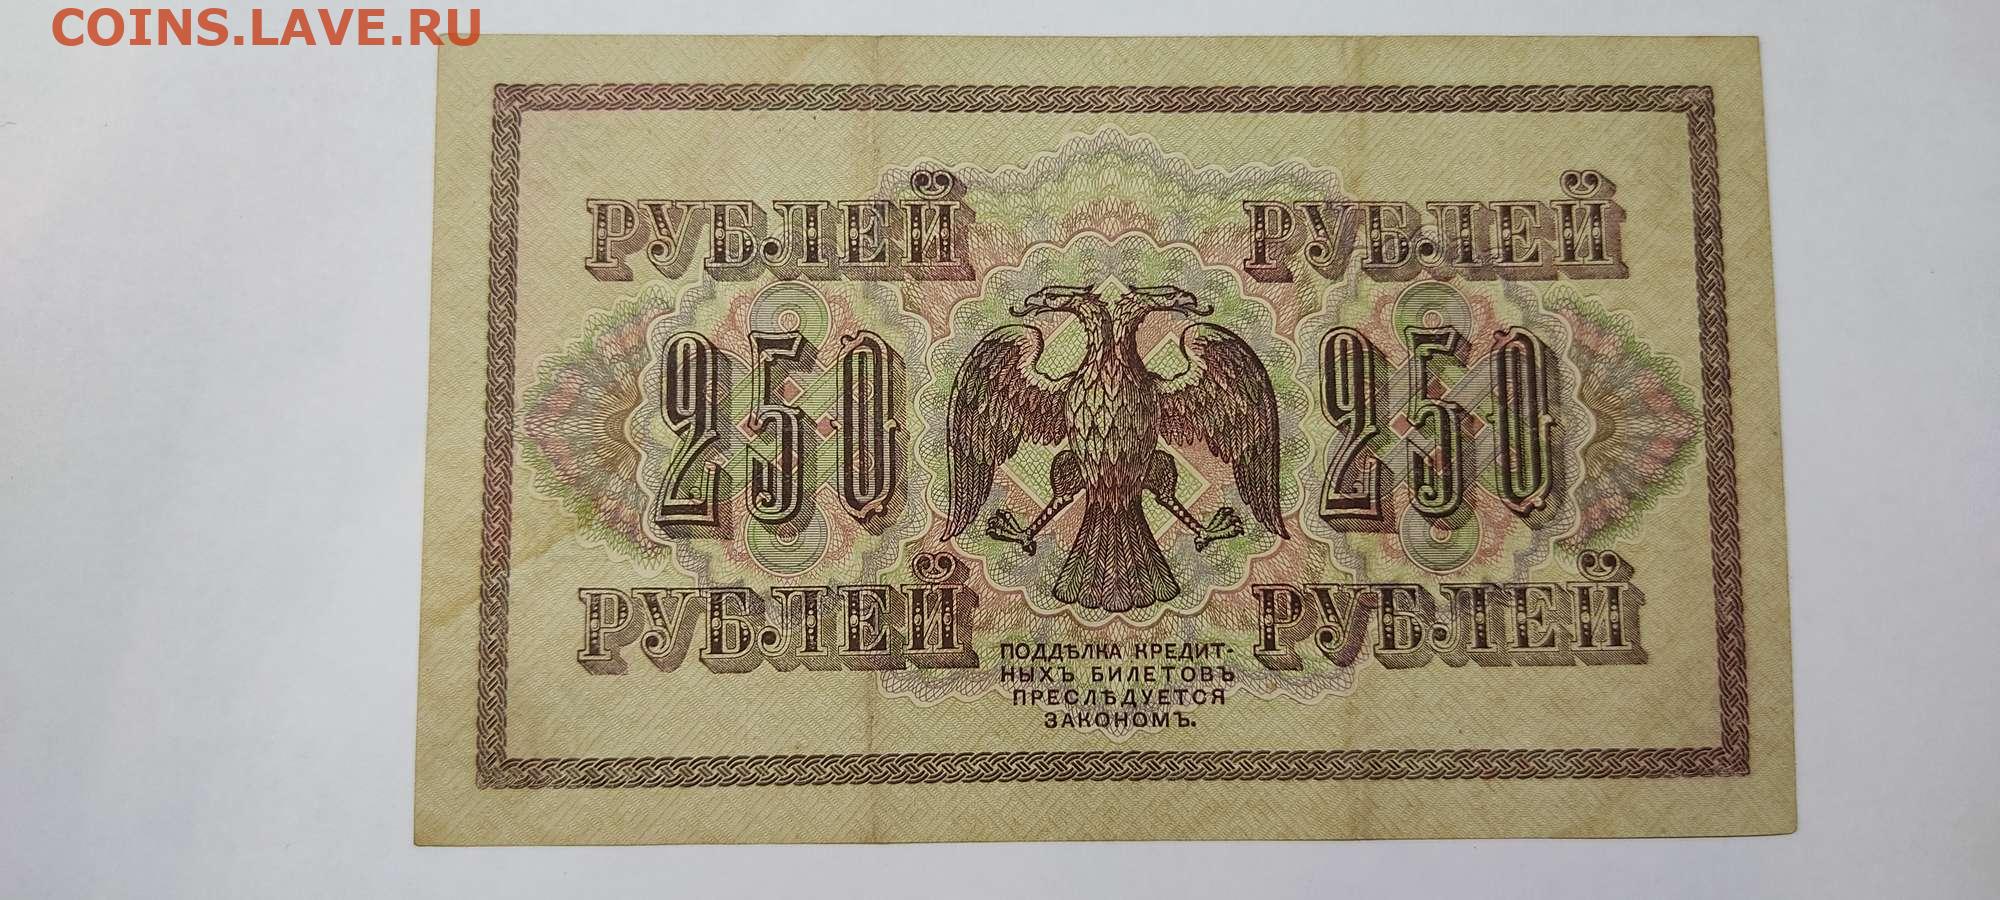 COINS.LAVE.RU
РУБЛЕЙ РУБЛЕЙ
250 250
РУБЛЕЙ РУБЛЕЙ
ПОДДѢЛКА КРЕДИТ-
НЫХЪ БИЛЕТОВЪ
ПРЕСЛѢДУЕТСЯ
ЗАКОНОМЪ.